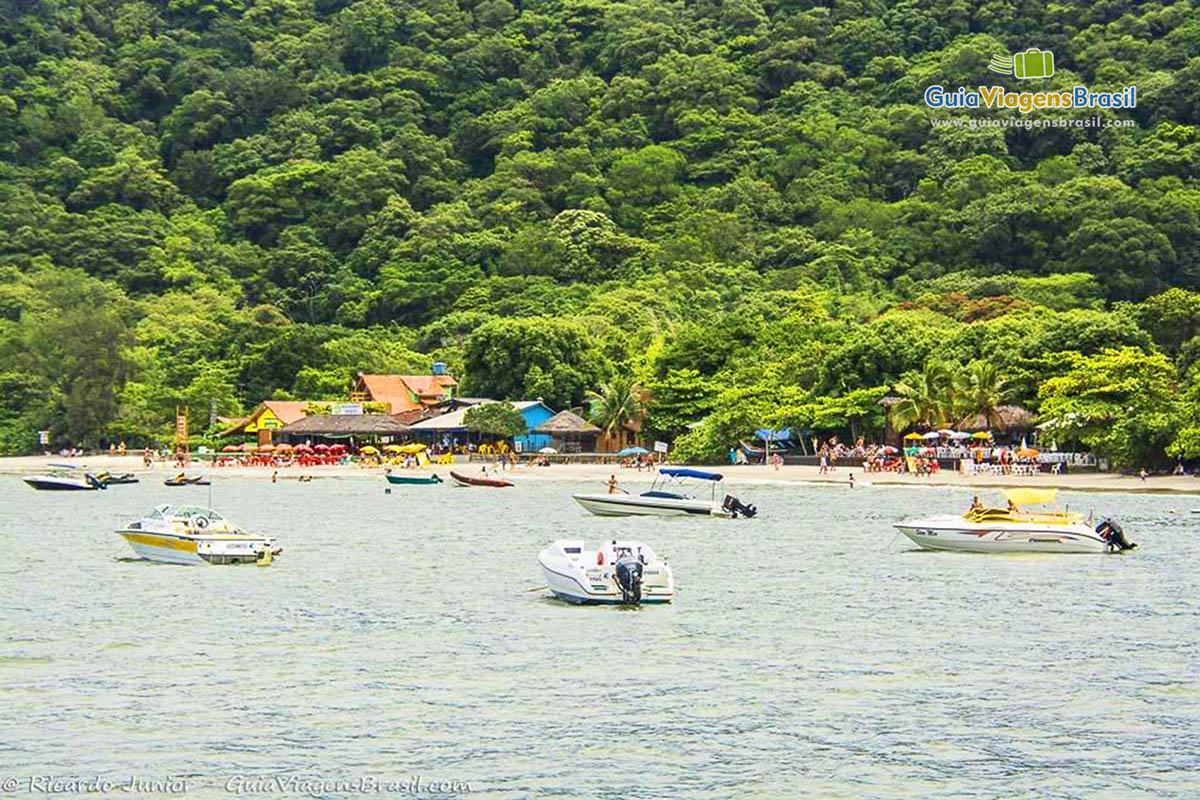 GuiaViagensBrasil
www.guiaviagensbrasil.com
© Ricardo Junior GuiaViagensBrasil.com